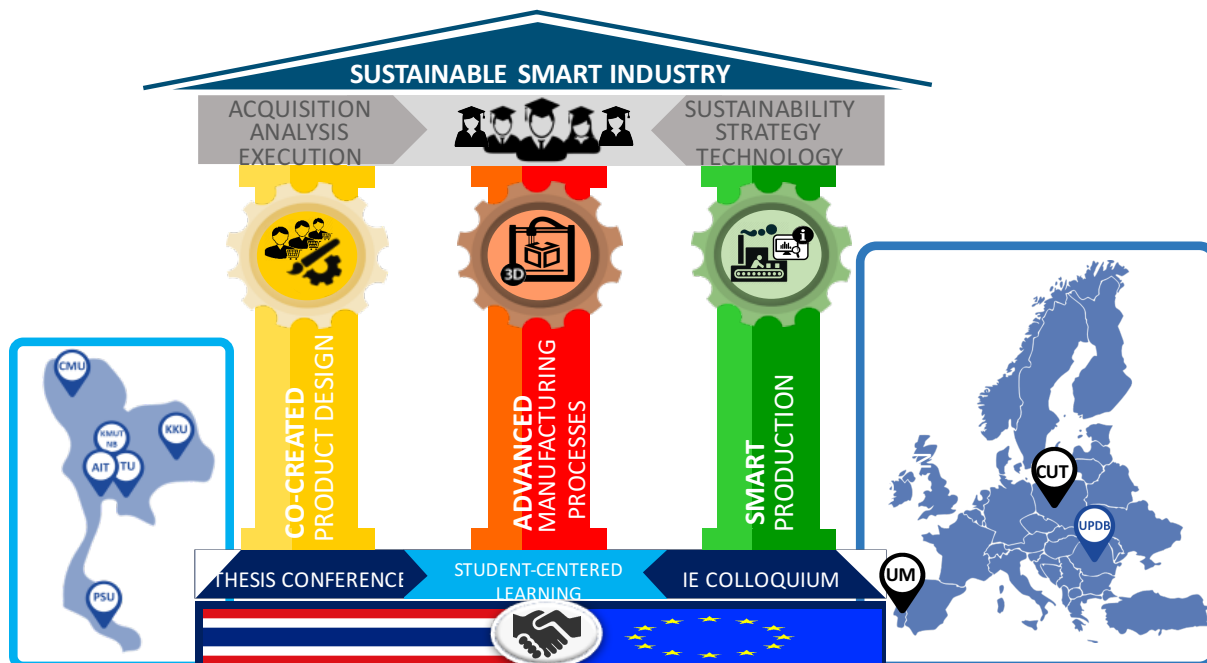 SUSTAINABLE SMART INDUSTRY
ACQUISITION
ANALYSIS
EXECUTION
SUSTAINABILITY
STRATEGY
TECHNOLOGY
3D
i
CO-CREATED
PRODUCT DESIGN
ADVANCED
MANUFACTURING
PROCESSES
SMART
PRODUCTION
CMU
KMUT
NB
KKU
AIT
TU
PSU
CUT
UPDB
UM
THESIS CONFERENCE
STUDENT-CENTERED
LEARNING
IE COLLOQUIUM